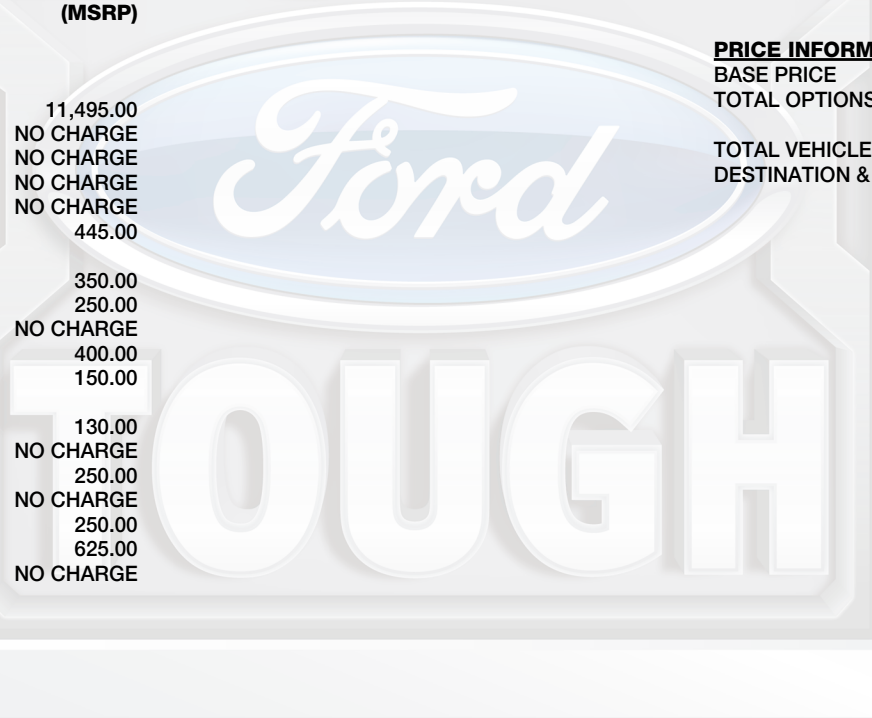 (MSRP)
11,495.00
NO CHARGE
NO CHARGE
NO CHARGE
NO CHARGE
445.00
350.00
250.00
NO CHARGE
400.00
150.00
130.00
NO CHARGE
250.00
NO CHARGE
250.00
625.00
NO CHARGE
PRICE INFORM
BASE PRICE
TOTAL OPTIONS
TOTAL VEHICLE
DESTINATION &
Ford
TOUGH